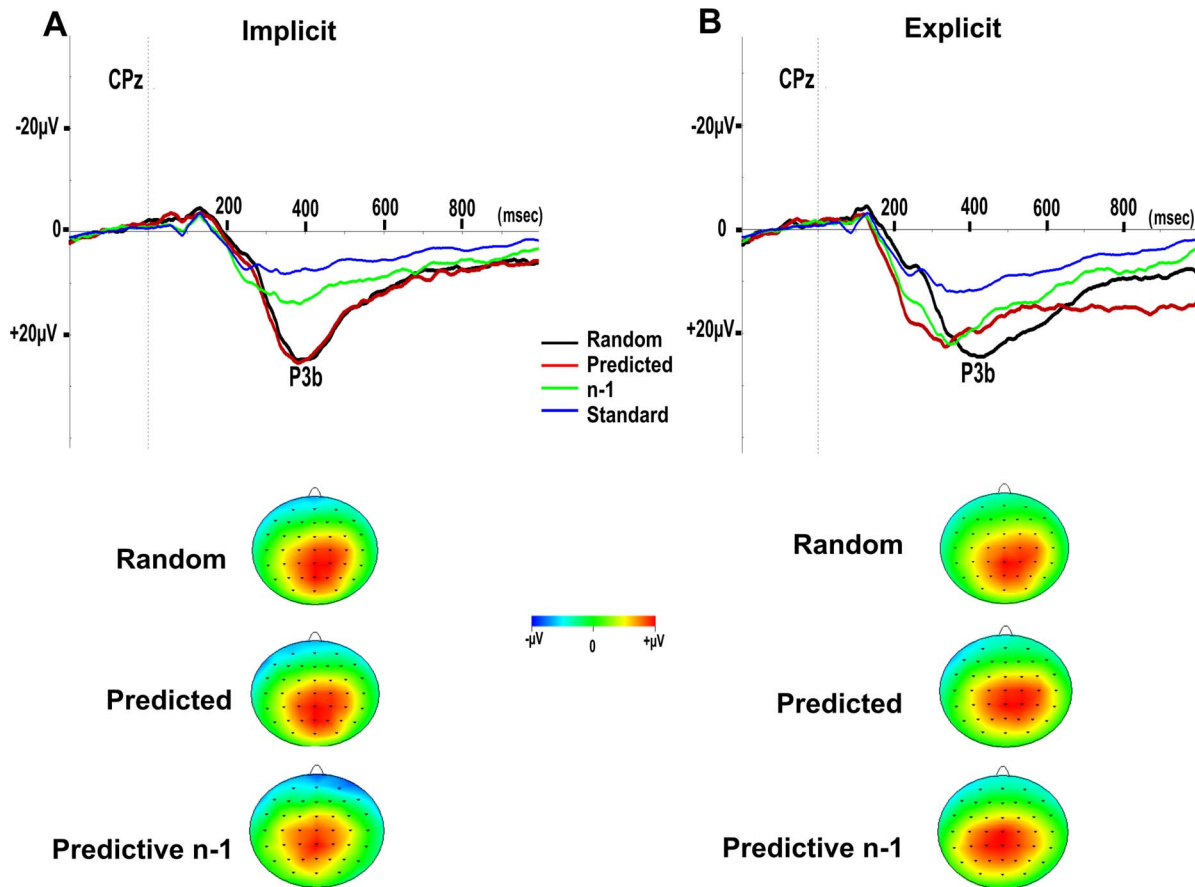 A
Implicit
CPz
-20µV
0
+20µV
200
400
600
800
(msec)
P3b
Random
Predicted
n-1
Standard
B
Explicit
CPz
-20µV
0
+20µV
200
400
600
800
(msec)
P3b
Random
Predicted
Predictive n-1
-µV
0
+µV
Random
Predicted
Predictive n-1